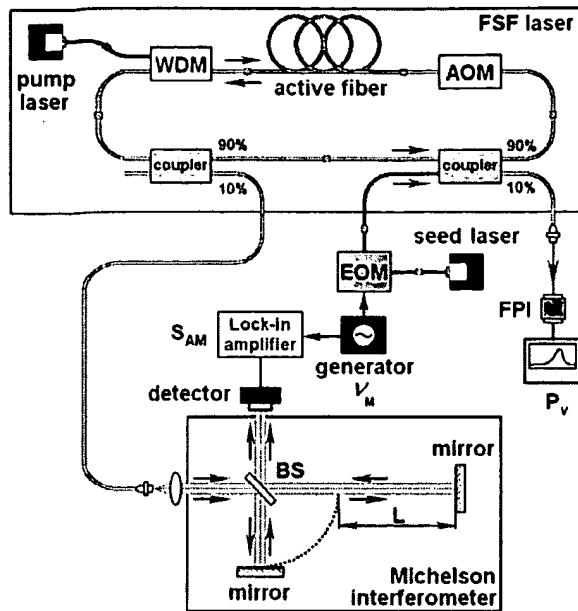 FSF laser
pump
laser
WDM
active fiber
AOM
coupler
90%
10%
coupler
90%
10%
seed laser
EOM
FPI
S_AM
Lock-in
amplifier
generator
ν_M
P_ν
detector
BS
mirror
L
mirror
Michelson
interferometer